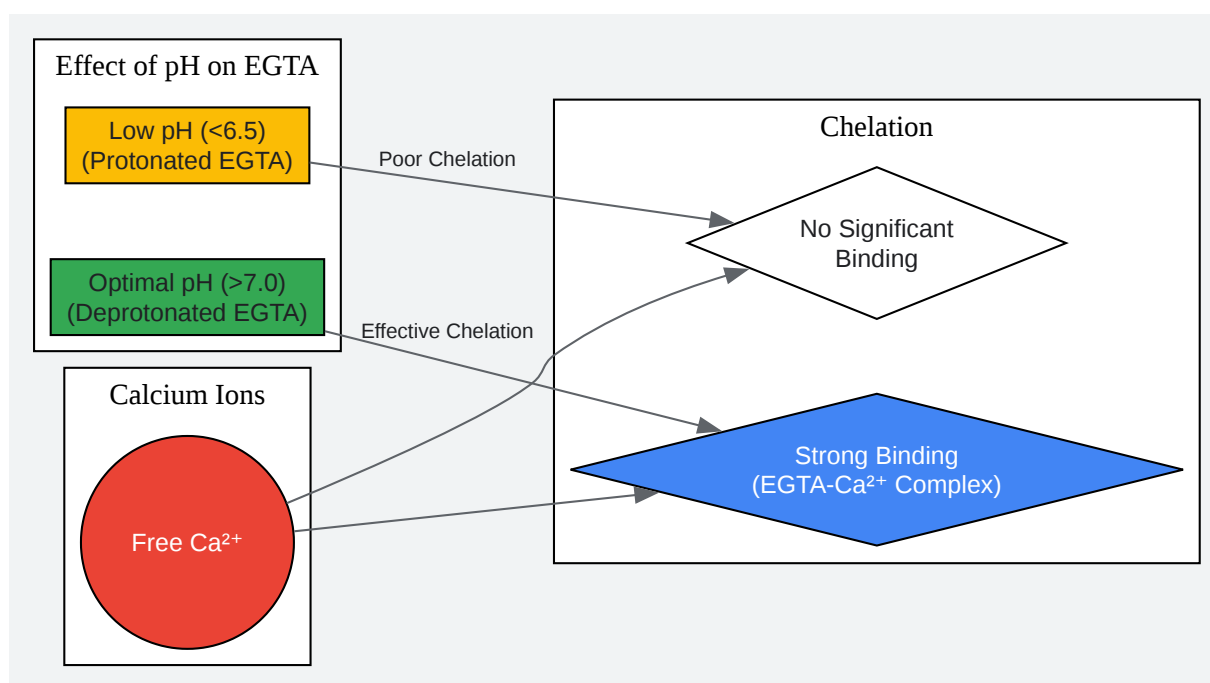 Effect of pH on EGTA
Low pH (<6.5)
(Protonated EGTA)
Optimal pH (>7.0)
(Deprotonated EGTA)
Calcium Ions
Free Ca²⁺
Poor Chelation
Effective Chelation
Chelation
No Significant
Binding
Strong Binding
(EGTA-Ca²⁺ Complex)